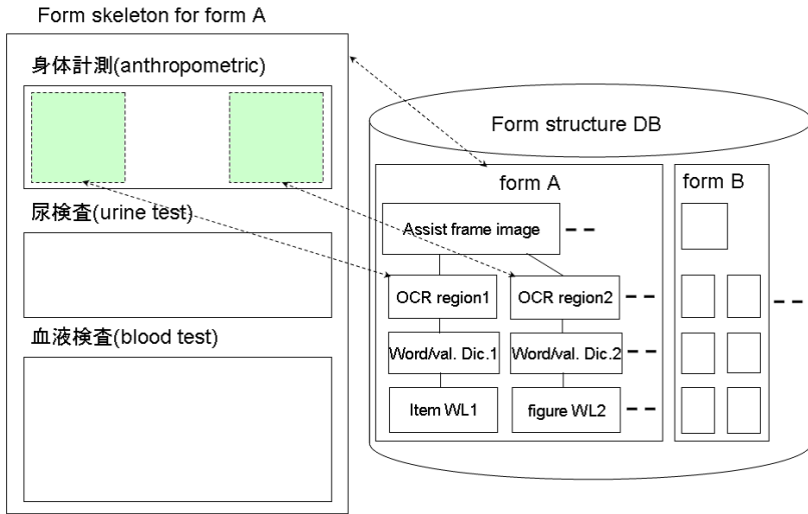 Form skeleton for form A
身体計測(anthropometric)
尿検査(urine test)
血液検査(blood test)
Form structure DB
form A
Assist frame image
OCR region1
OCR region2
Word/val. Dic.1
Word/val. Dic.2
Item WL1
figure WL2
form B